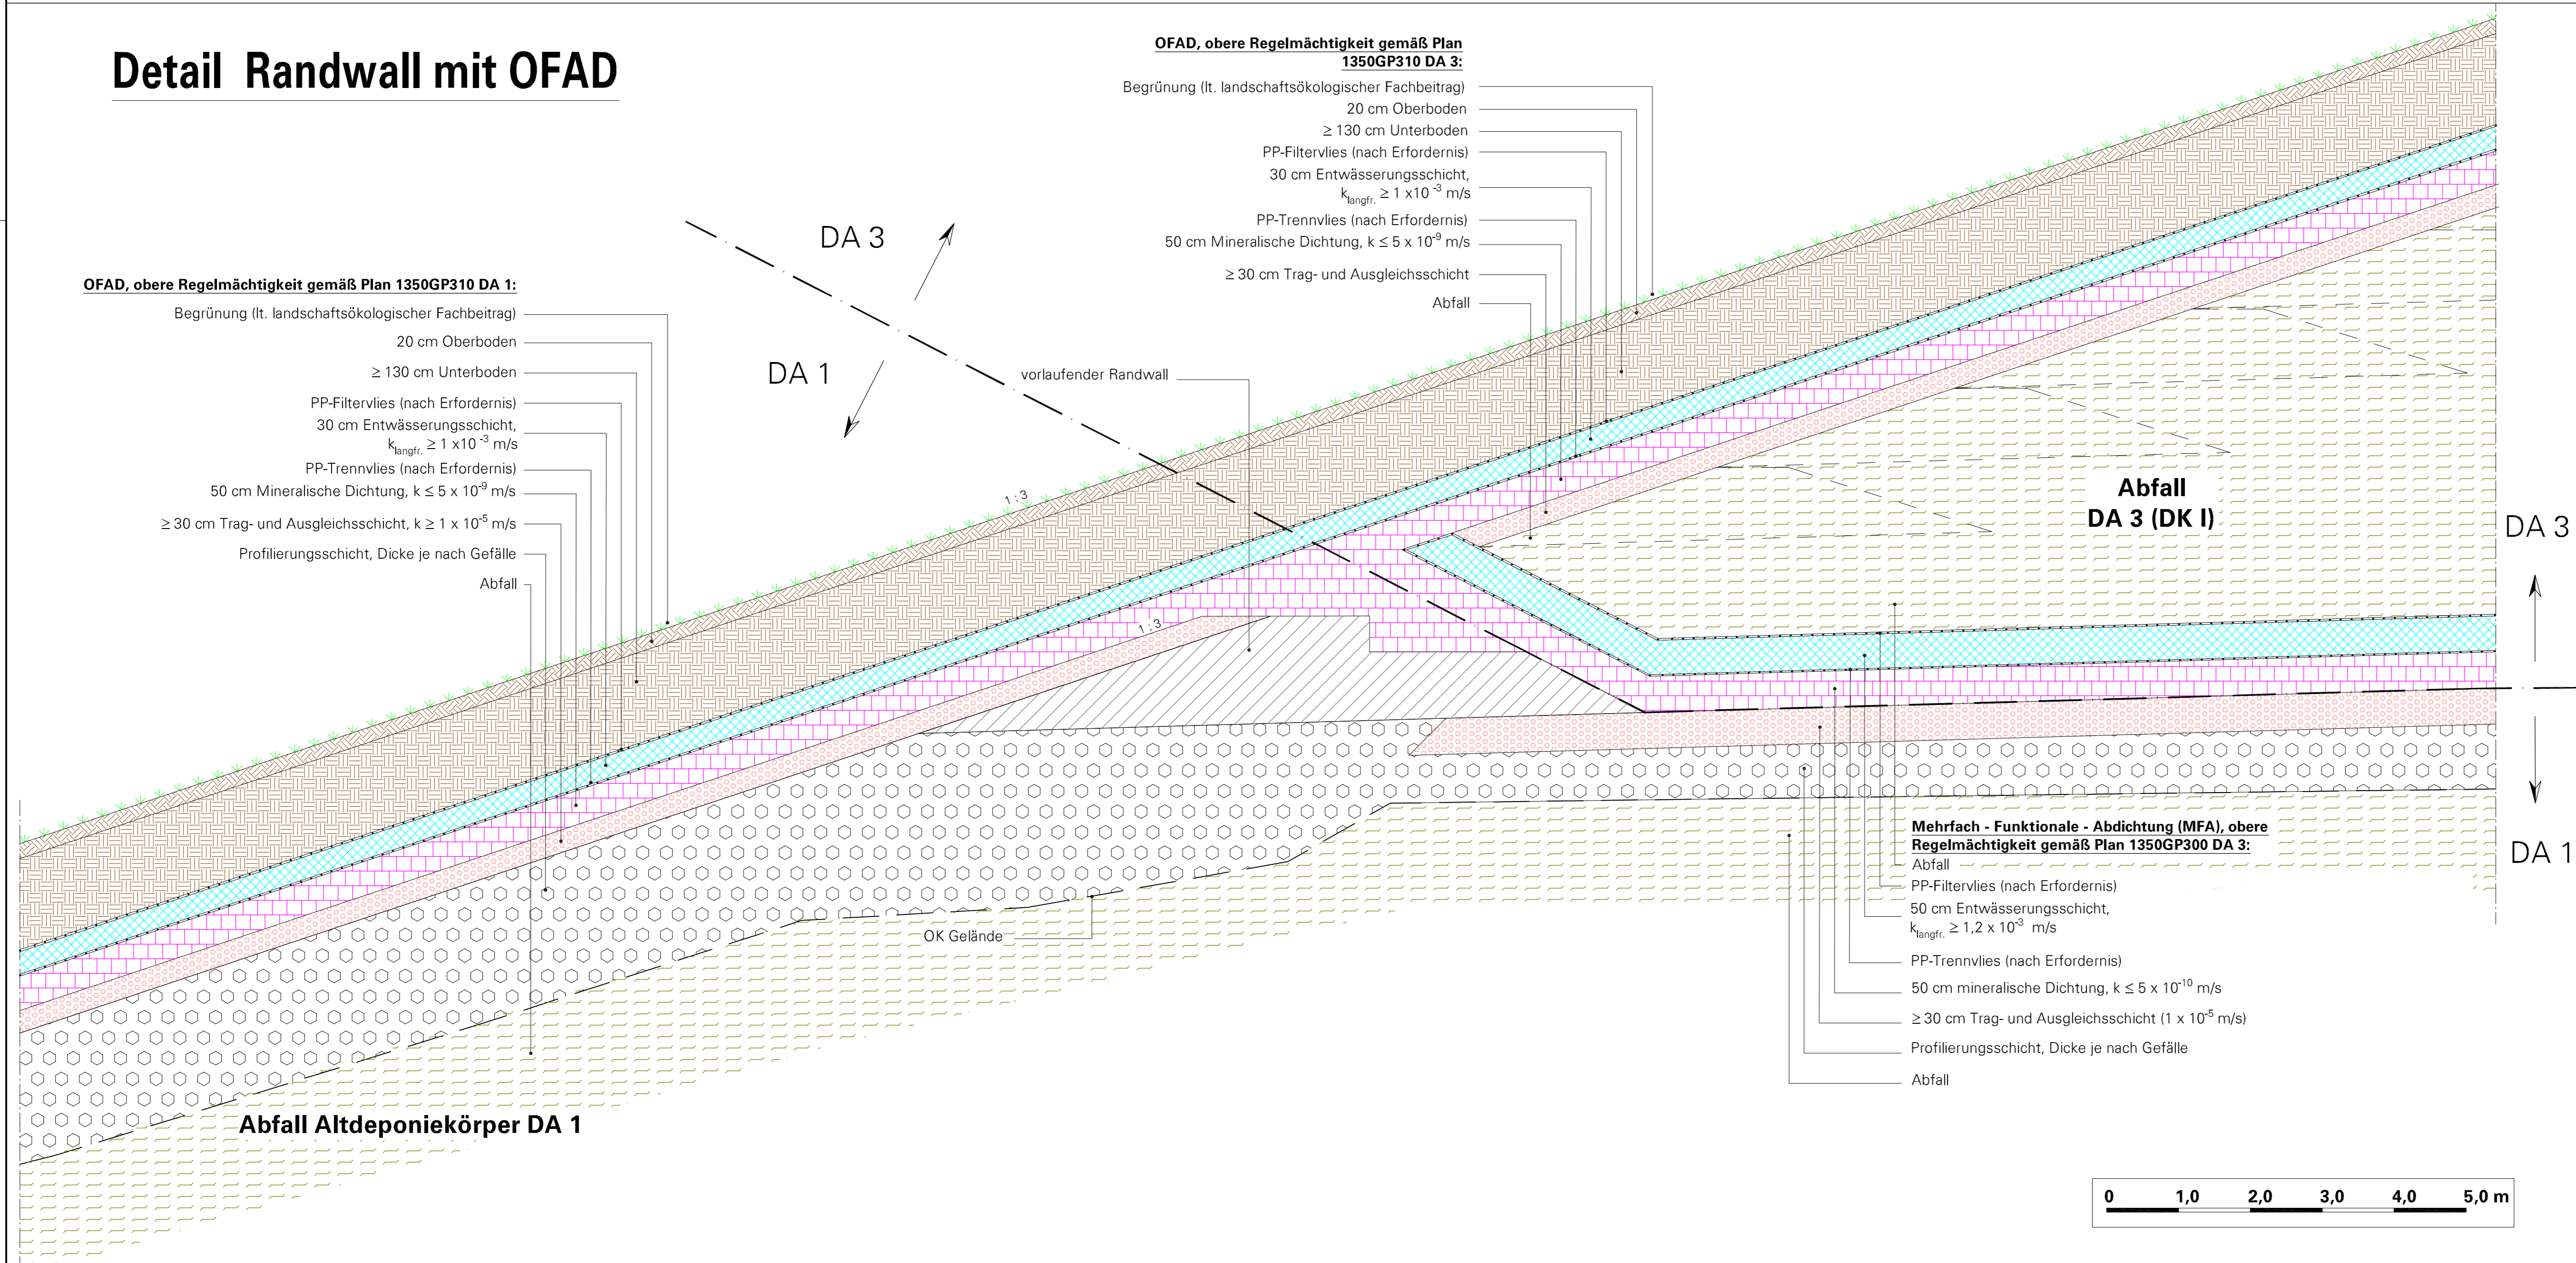 Detail Randwall mit OFAD
OFAD, obere Regelmächtigkeit gemäß Plan
1350GP310 DA 3:
Begrünung (lt. landschaftsökologischer Fachbeitrag)
20 cm Oberboden
≥ 130 cm Unterboden
PP-Filtervlies (nach Erfordernis)
30 cm Entwässerungsschicht,
klangfr. ≥ 1 x10 -3 m/s
PP-Trennvlies (nach Erfordernis)
50 cm Mineralische Dichtung, k ≤ 5 x 10-9 m/s
≥ 30 cm Trag- und Ausgleichsschicht
Abfall
DA 3
DA 1
OFAD, obere Regelmächtigkeit gemäß Plan 1350GP310 DA 1:
Begrünung (lt. landschaftsökologischer Fachbeitrag)
20 cm Oberboden
≥ 130 cm Unterboden
PP-Filtervlies (nach Erfordernis)
30 cm Entwässerungsschicht,
klangfr. ≥ 1 x10 -3 m/s
PP-Trennvlies (nach Erfordernis)
50 cm Mineralische Dichtung, k ≤ 5 x 10-9 m/s
≥ 30 cm Trag- und Ausgleichsschicht, k ≥ 1 x 10-5 m/s
Profilierungsschicht, Dicke je nach Gefälle
Abfall
vorlaufender Randwall
1 : 3
1 : 3
Abfall
DA 3 (DK I)
DA 3
DA 1
OK Gelände
Abfall Altdeponiekörper DA 1
Mehrfach - Funktionale - Abdichtung (MFA), obere
Regelmächtigkeit gemäß Plan 1350GP300 DA 3:
Abfall
PP-Filtervlies (nach Erfordernis)
50 cm Entwässerungsschicht,
klangfr. ≥ 1,2 x 10-3 m/s
PP-Trennvlies (nach Erfordernis)
50 cm mineralische Dichtung, k ≤ 5 x 10-10 m/s
≥ 30 cm Trag- und Ausgleichsschicht (1 x 10-5 m/s)
Profilierungsschicht, Dicke je nach Gefälle
Abfall
0 1,0 2,0 3,0 4,0 5,0 m